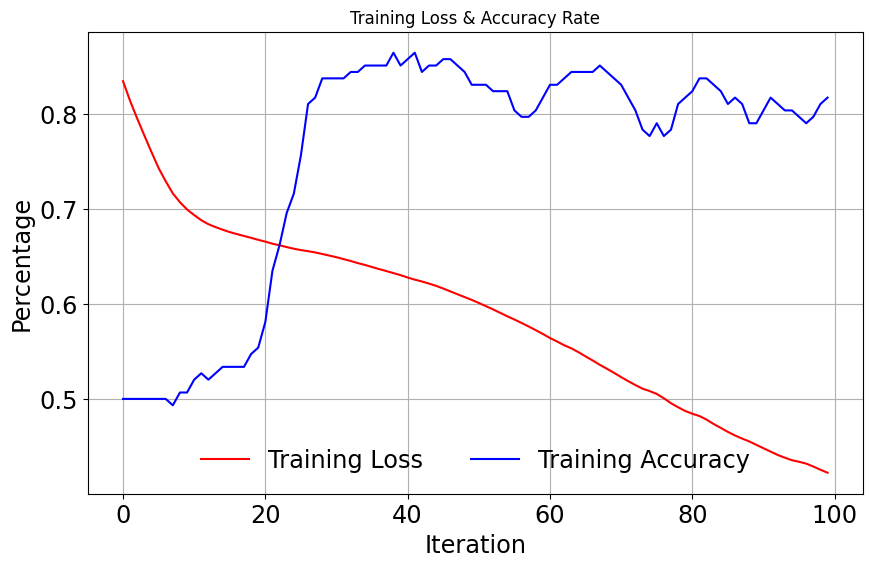 Training Loss & Accuracy Rate
0.8
0.7
0.6
0.5
Percentage
Training Loss
Training Accuracy
0 20 40 60 80 100
Iteration